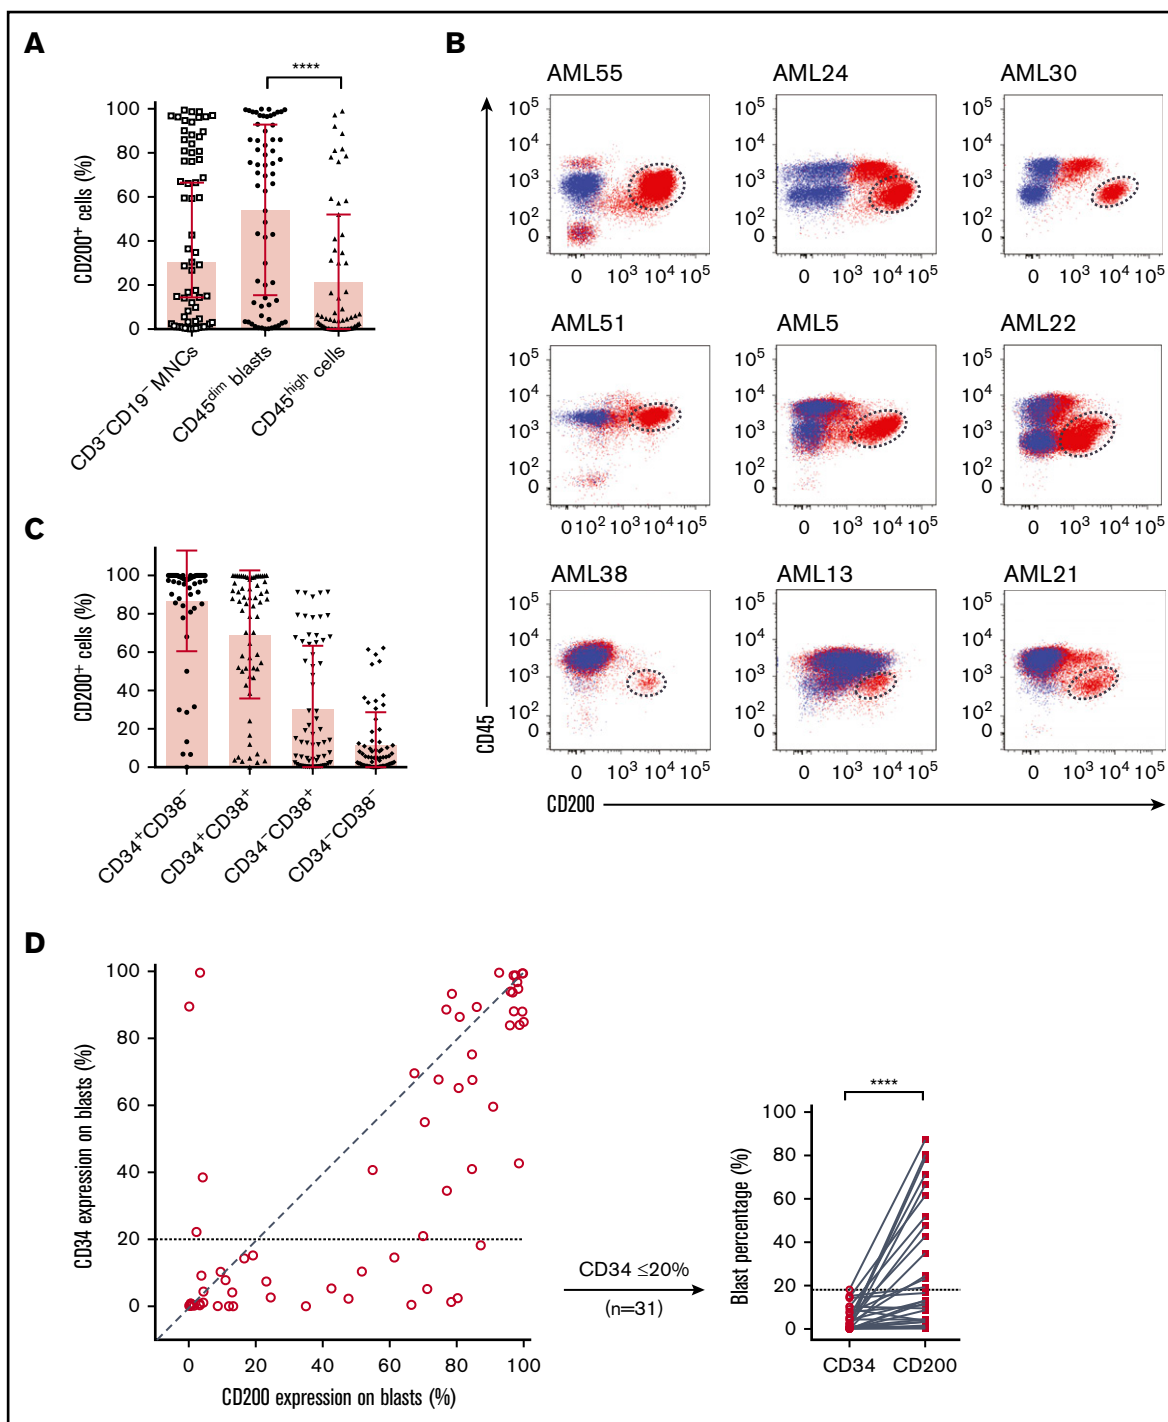 A
****
100
80
60
40
20
0
CD200+ cells (%)
CD3−CD19− MNCs
CD45dim blasts
CD45high cells
B
AML55
AML24
AML30
10^5
10^4
10^3
10^2
0
10^5
10^4
10^3
10^2
0
10^5
10^4
10^3
10^2
0
0 10^3 10^4 10^5
0 10^3 10^4 10^5
0 10^3 10^4 10^5
AML51
AML5
AML22
10^5
10^4
10^3
10^2
0
10^5
10^4
10^3
10^2
0
10^5
10^4
10^3
10^2
0
0 10^2 10^3 10^4 10^5
0 10^3 10^4 10^5
0 10^3 10^4 10^5
AML38
AML13
AML21
10^5
10^4
10^3
10^2
0
10^5
10^4
10^3
10^2
0
10^5
10^4
10^3
10^2
0
0 10^3 10^4 10^5
0 10^3 10^4 10^5
0 10^3 10^4 10^5
CD45
CD200
C
100
80
60
40
20
0
CD200+ cells (%)
CD34+CD38−
CD34+CD38+
CD34−CD38+
CD34−CD38−
D
100
80
60
40
20
0
CD34 expression on blasts (%)
0 20 40 60 80 100
CD200 expression on blasts (%)
CD34 ≤20%
(n=31)
****
100
80
60
40
20
0
Blast percentage (%)
CD34 CD200